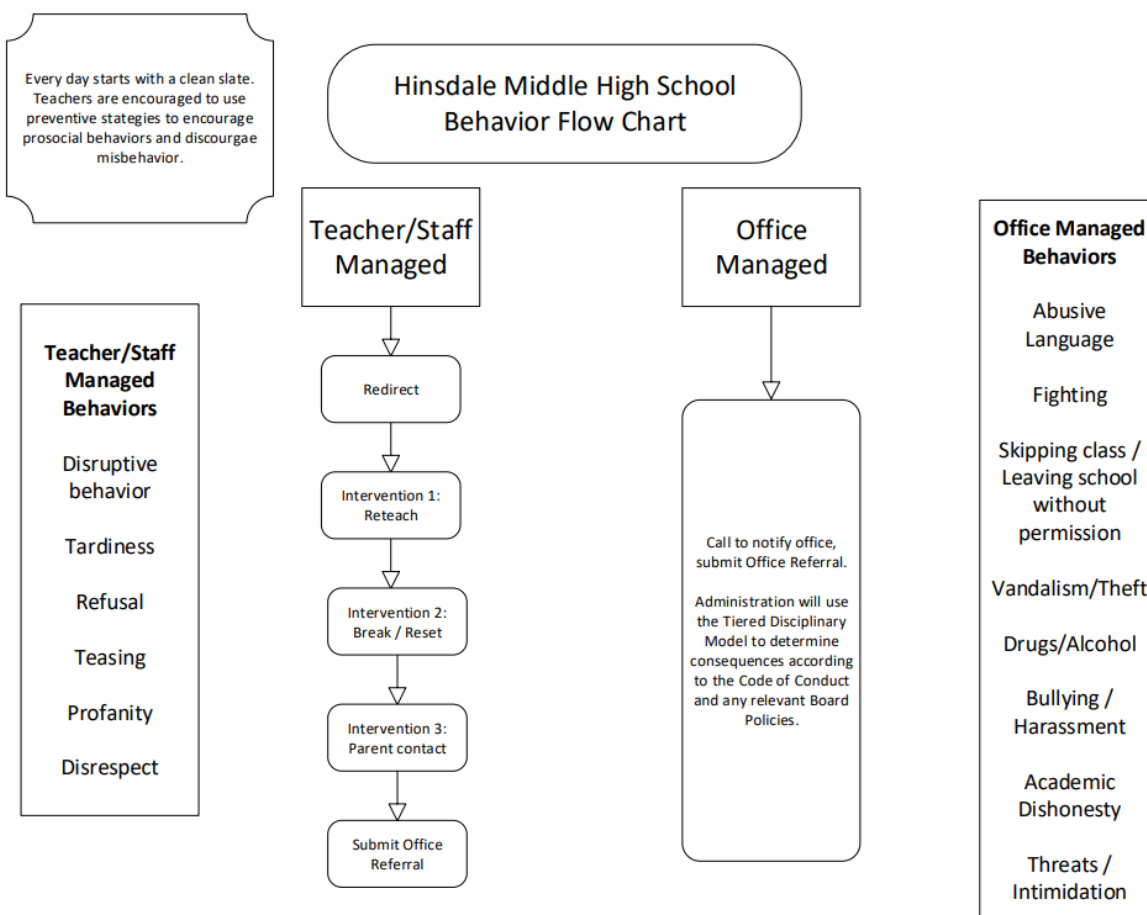 Every day starts with a clean slate.
Teachers are encouraged to use
preventive stategies to encourage
prosocial behaviors and discourgae
misbehavior.
Hinsdale Middle High School
Behavior Flow Chart
Teacher/Staff
Managed
Behaviors
Disruptive
behavior
Tardiness
Refusal
Teasing
Profanity
Disrespect
Teacher/Staff
Managed
Redirect
Intervention 1:
Reteach
Intervention 2:
Break / Reset
Intervention 3:
Parent contact
Submit Office
Referral
Office
Managed
Call to notify office,
submit Office Referral.
Administration will use
the Tiered Disciplinary
Model to determine
consequences according
to the Code of Conduct
and any relevant Board
Policies.
Office Managed
Behaviors
Abusive
Language
Fighting
Skipping class /
Leaving school
without
permission
Vandalism/Theft
Drugs/Alcohol
Bullying /
Harassment
Academic
Dishonesty
Threats /
Intimidation